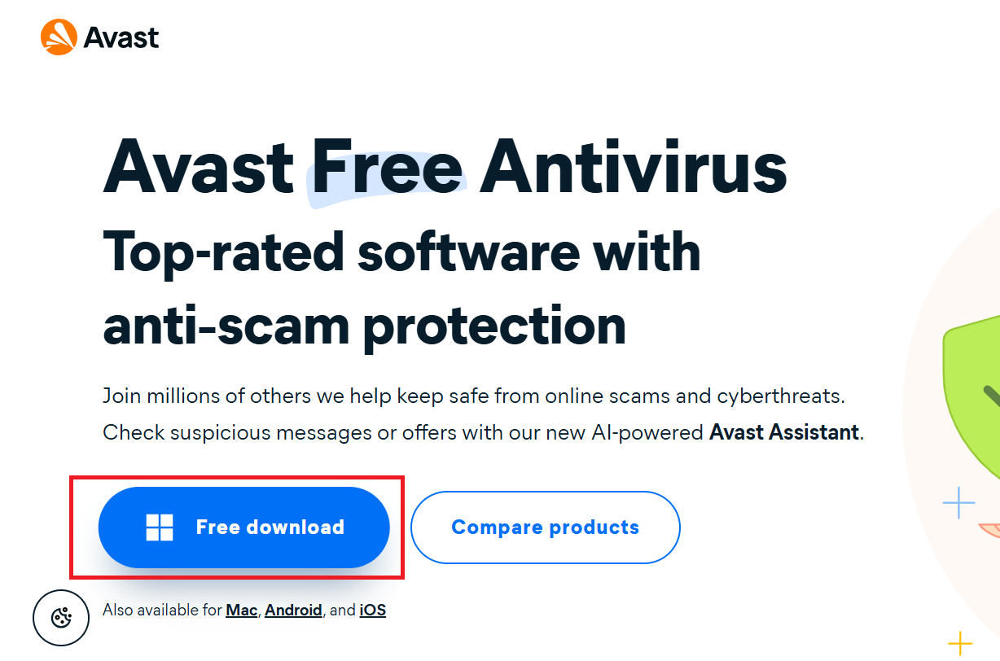 Avast
Avast Free Antivirus
Top-rated software with
anti-scam protection
Join millions of others we help keep safe from online scams and cyberthreats.
Check suspicious messages or offers with our new AI-powered Avast Assistant.
Free download
Compare products
Also available for Mac, Android, and iOS